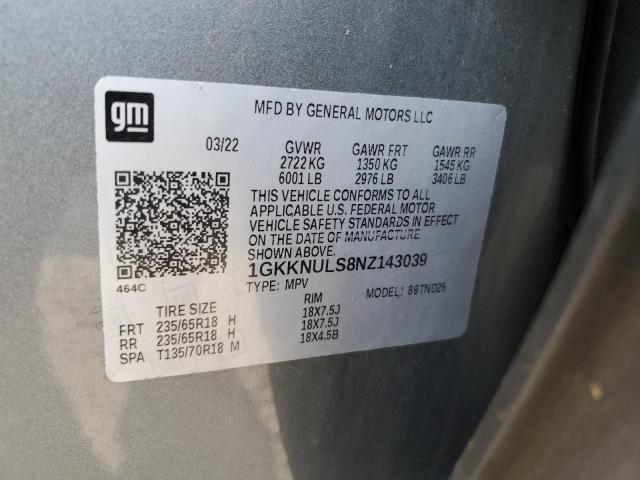 gm
MFD BY GENERAL MOTORS LLC
03/22 GVWR GAWR FRT GAWR RR
2722 KG 1350 KG 1545 KG
6001 LB 2976 LB 3406 LB
THIS VEHICLE CONFORMS TO ALL
APPLICABLE U.S. FEDERAL MOTOR
VEHICLE SAFETY STANDARDS IN EFFECT
ON THE DATE OF MANUFACTURE
SHOWN ABOVE.
1GKKNULS8NZ143039
464C
TYPE: MPV MODEL: 89TND26
TIRE SIZE RIM
FRT 235/65R18 H 18X7.5J
RR 235/65R18 H 18X7.5J
SPA T135/70R18 M 18X4.5B